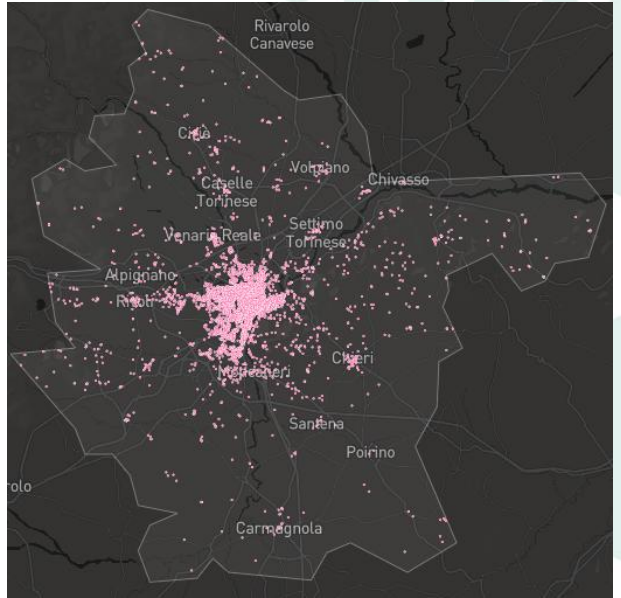 Rivarolo
Canavese
Ciriè
Volpiano
Chivasso
Caselle
Torinese
Settimo
Torinese
Venaria Reale
Alpignano
Rivoli
Chieri
Moncalieri
Santena
Poirino
rolo
Carmagnola